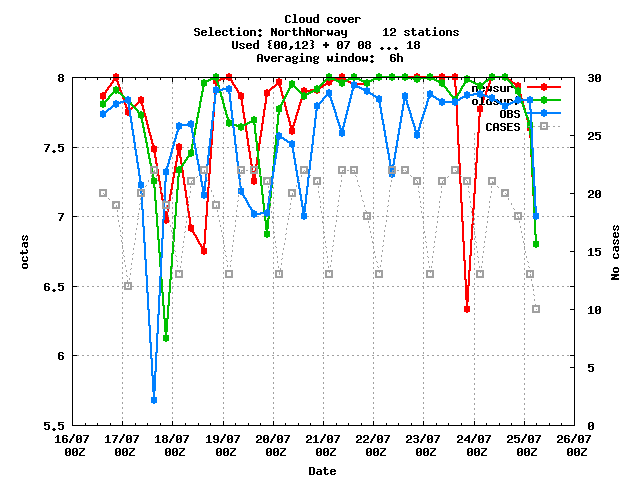 Cloud cover
Selection: NorthNorway     12 stations
Used {00,12} + 07 08 ... 18
Averaging window:  6h
8
7.5
7
6.5
6
5.5
octas
newsurf
oldsurf
OBS
CASES
30
25
20
15
10
5
0
No cases
16/07 17/07 18/07 19/07 20/07 21/07 22/07 23/07 24/07 25/07 26/07
00Z 00Z 00Z 00Z 00Z 00Z 00Z 00Z 00Z 00Z 00Z
Date